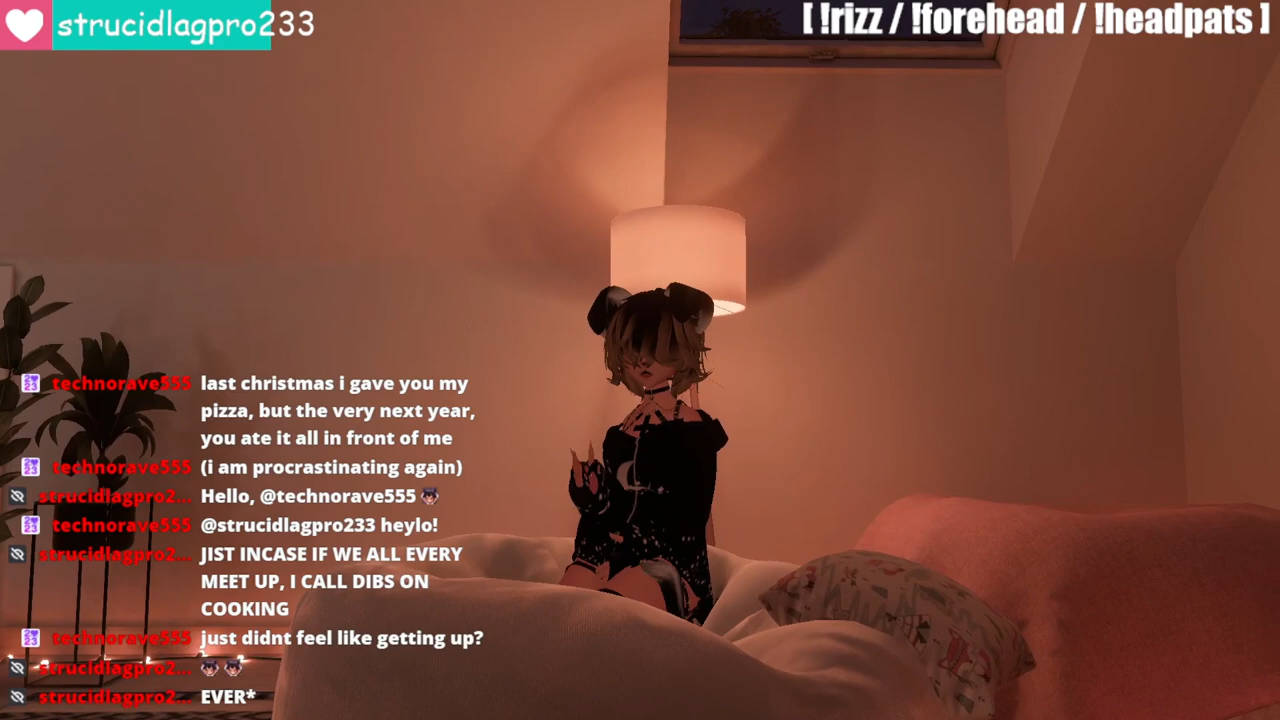 strucidlagpro233
[ !rizz / !forehead / !headpats ]
technorave555 last christmas i gave you my
pizza, but the very next year,
you ate it all in front of me
technorave555 (i am procrastinating again)
strucidlagpro2... Hello, @technorave555
technorave555 @strucidlagpro233 heylo!
strucidlagpro2... JIST INCASE IF WE ALL EVERY
MEET UP, I CALL DIBS ON
COOKING
technorave555 just didnt feel like getting up?
strucidlagpro2...
strucidlagpro2... EVER*